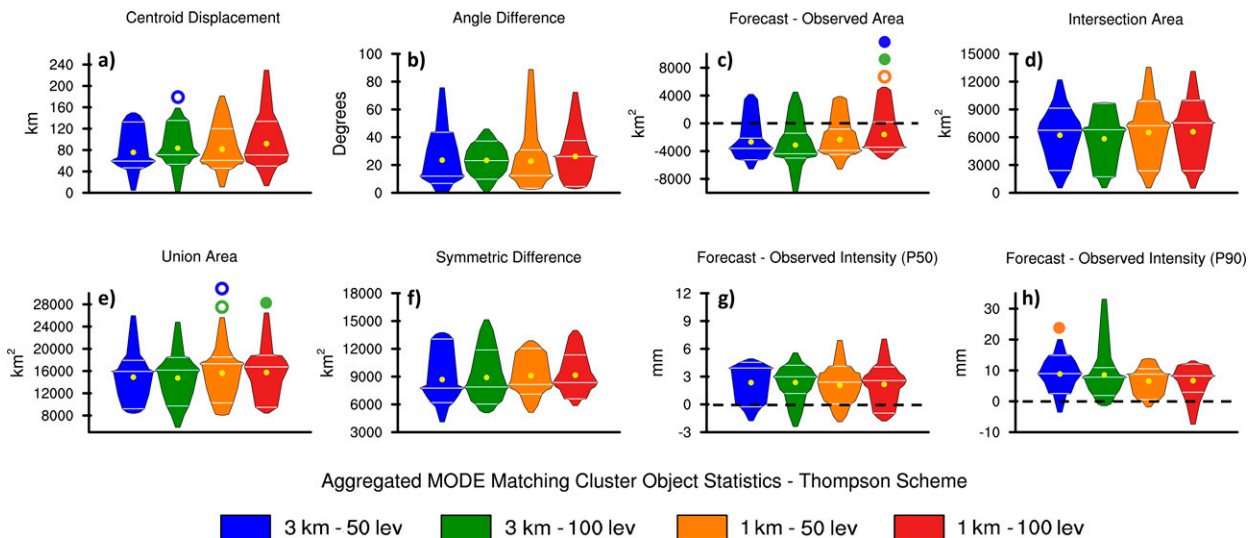 Centroid Displacement
Angle Difference
Forecast - Observed Area
Intersection Area
a)
b)
c)
d)
km
240
200
160
120
80
40
0
Degrees
100
80
60
40
20
0
km²
8000
4000
0
-4000
-8000
km²
15000
12000
9000
6000
3000
0
Union Area
Symmetric Difference
Forecast - Observed Intensity (P50)
Forecast - Observed Intensity (P90)
e)
f)
g)
h)
km²
28000
24000
20000
16000
12000
8000
km²
18000
15000
12000
9000
6000
3000
mm
12
9
6
3
0
-3
mm
30
20
10
0
-10
Aggregated MODE Matching Cluster Object Statistics - Thompson Scheme
3 km - 50 lev
3 km - 100 lev
1 km - 50 lev
1 km - 100 lev